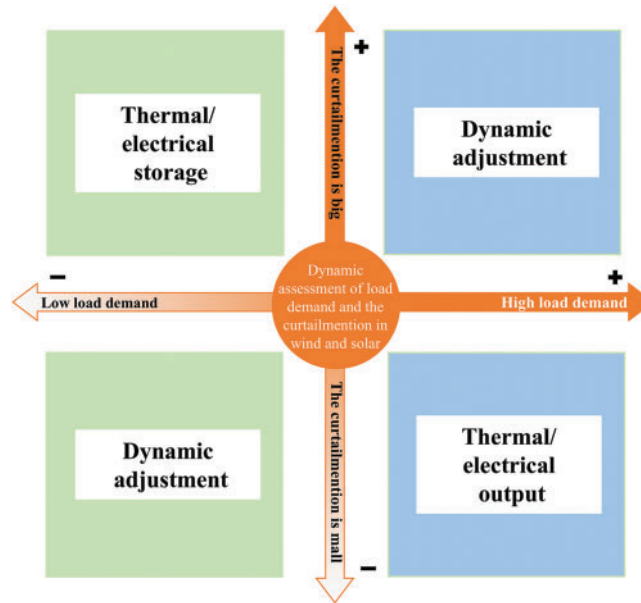 Thermal/
electrical
storage
+
The curtailmention is big
Dynamic
adjustment
−
Low load demand
Dynamic
assessment of load
demand and the
curtailmention in
wind and solar
+
High load demand
Dynamic
adjustment
The curtailmention is mall
−
Thermal/
electrical
output